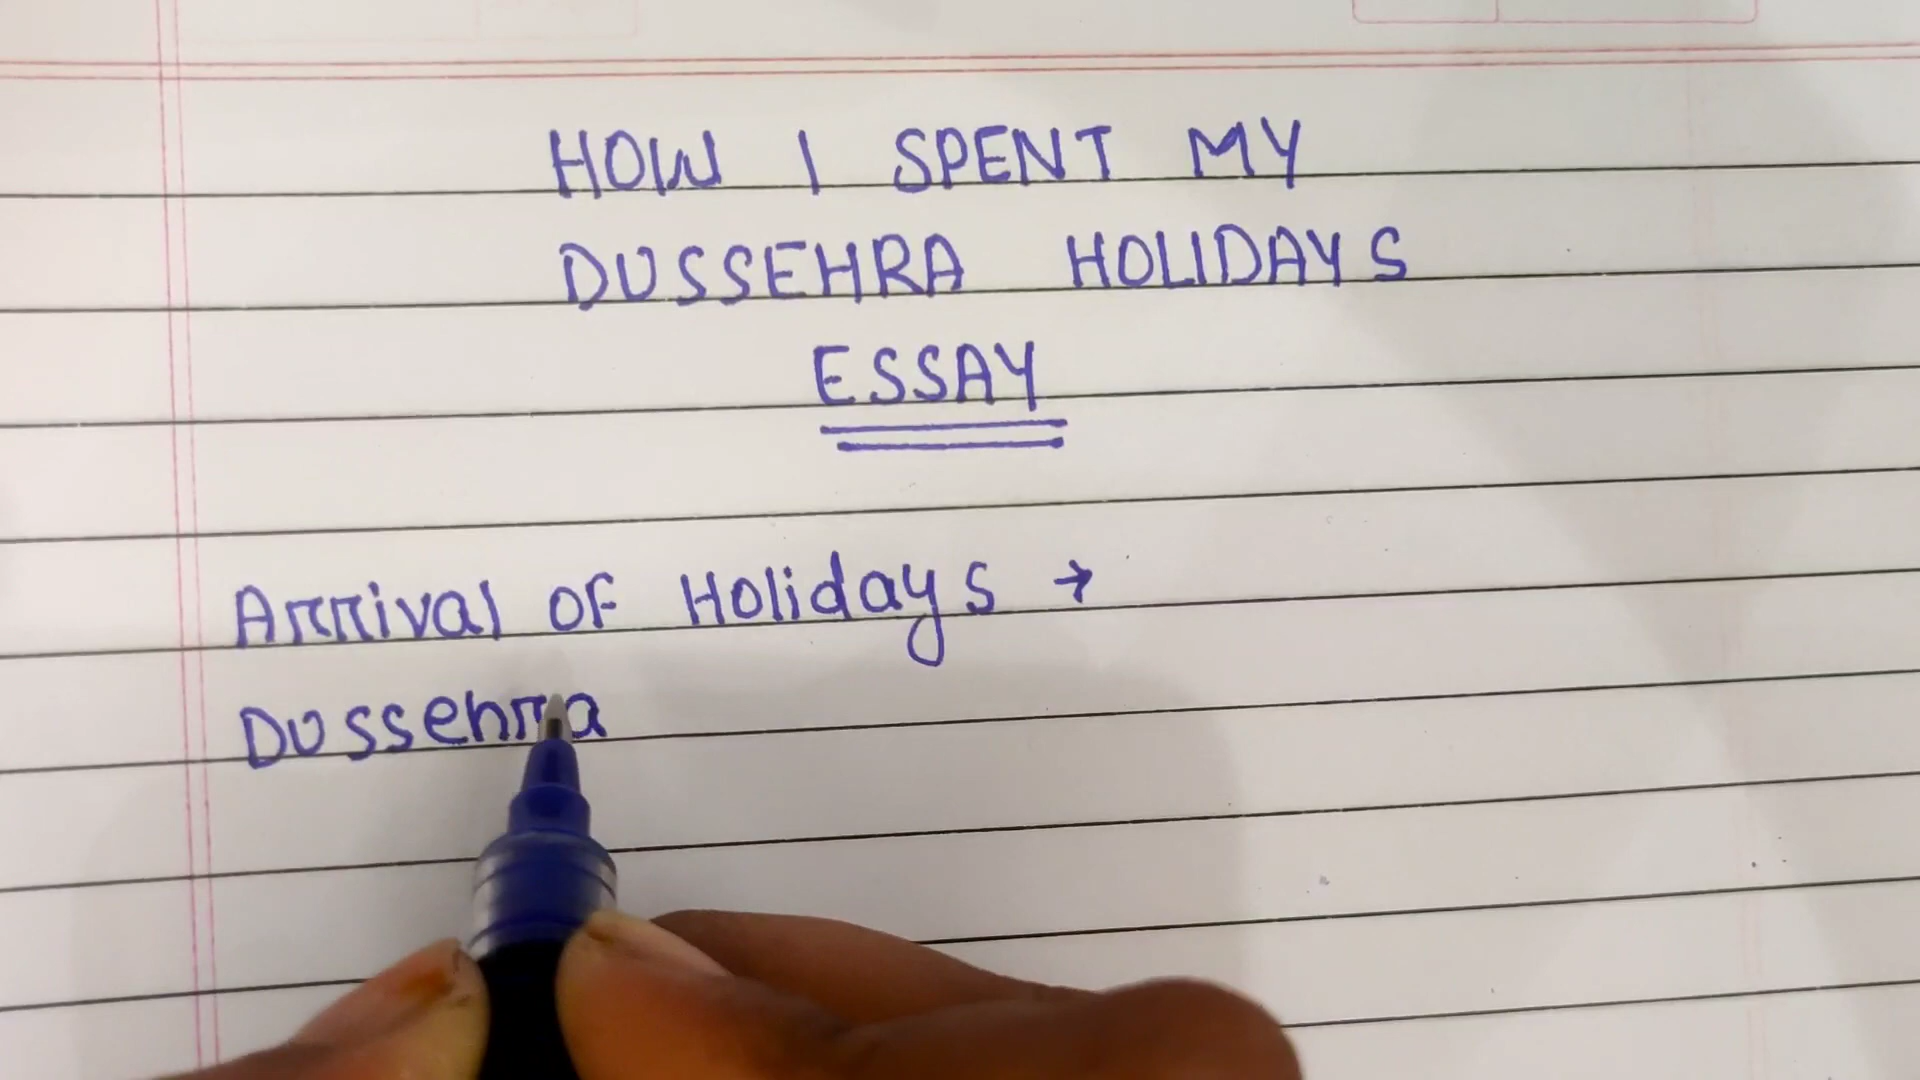 HOW I SPENT MY
DUSSEHRA HOLIDAYS
ESSAY
Arrival OF Holidays →
Dussehra